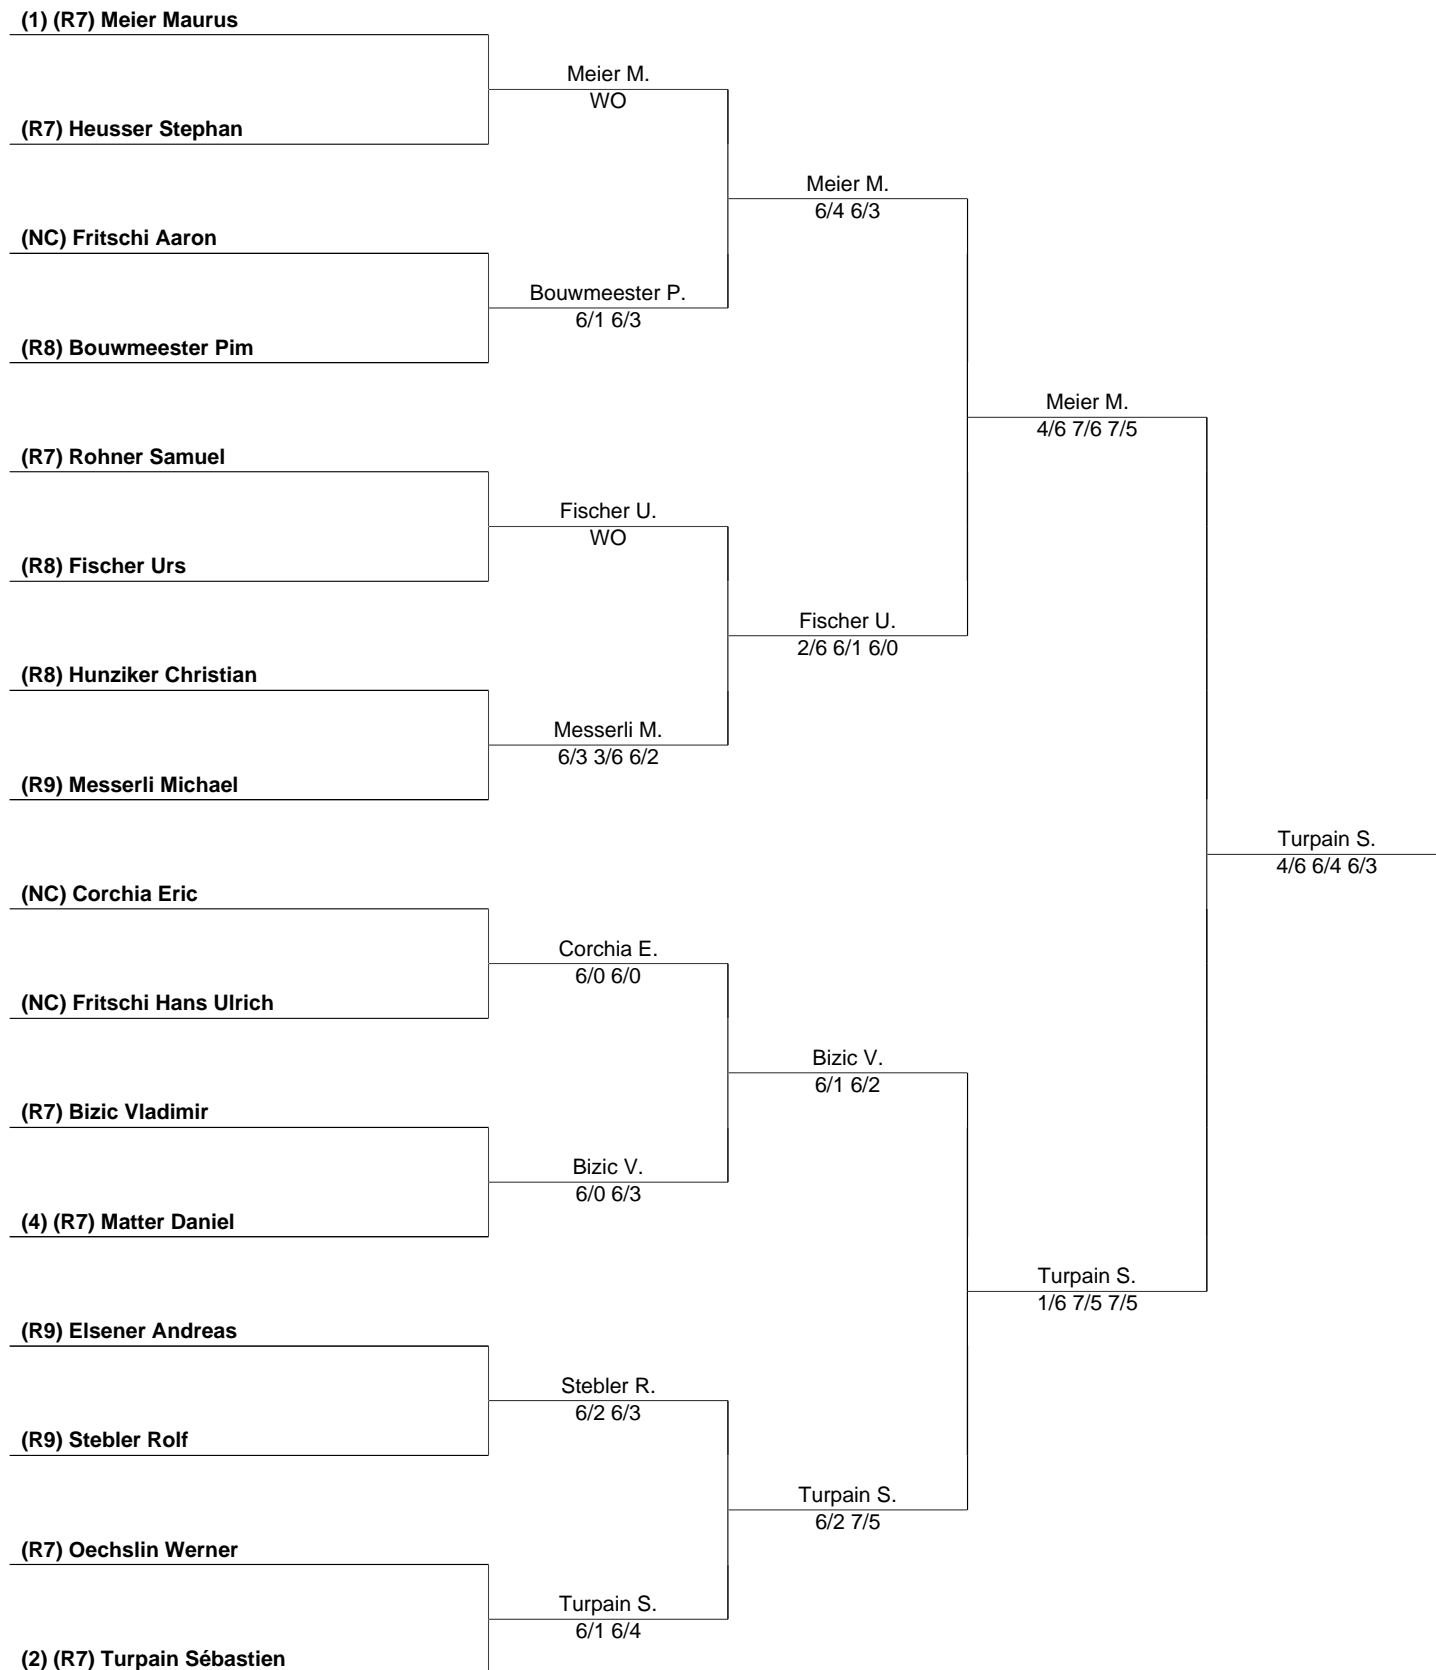 (1) (R7) Meier Maurus
Meier M.
WO
(R7) Heusser Stephan
Meier M.
6/4 6/3
(NC) Fritschi Aaron
Bouwmeester P.
6/1 6/3
(R8) Bouwmeester Pim
Meier M.
4/6 7/6 7/5
(R7) Rohner Samuel
Fischer U.
WO
(R8) Fischer Urs
Fischer U.
2/6 6/1 6/0
(R8) Hunziker Christian
Messerli M.
6/3 3/6 6/2
(R9) Messerli Michael
Turpain S.
4/6 6/4 6/3
(NC) Corchia Eric
Corchia E.
6/0 6/0
(NC) Fritschi Hans Ulrich
Bizic V.
6/1 6/2
(R7) Bizic Vladimir
Bizic V.
6/0 6/3
(4) (R7) Matter Daniel
Turpain S.
1/6 7/5 7/5
(R9) Elsener Andreas
Stebler R.
6/2 6/3
(R9) Stebler Rolf
Turpain S.
6/2 7/5
(R7) Oechslin Werner
Turpain S.
6/1 6/4
(2) (R7) Turpain Sébastien